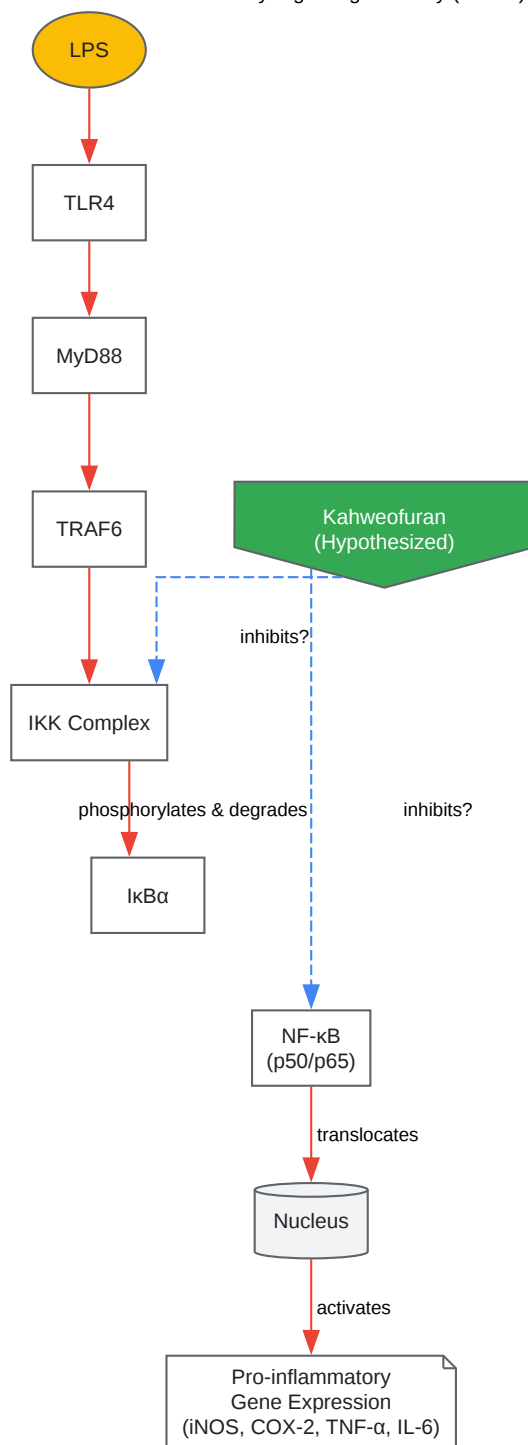 LPS
TLR4
MyD88
TRAF6
Kahweofuran
(Hypothesized)
inhibits?
IKK Complex
phosphorylates & degrades
inhibits?
IκBα
NF-κB
(p50/p65)
translocates
Nucleus
activates
Pro-inflammatory
Gene Expression
(iNOS, COX-2, TNF-α, IL-6)